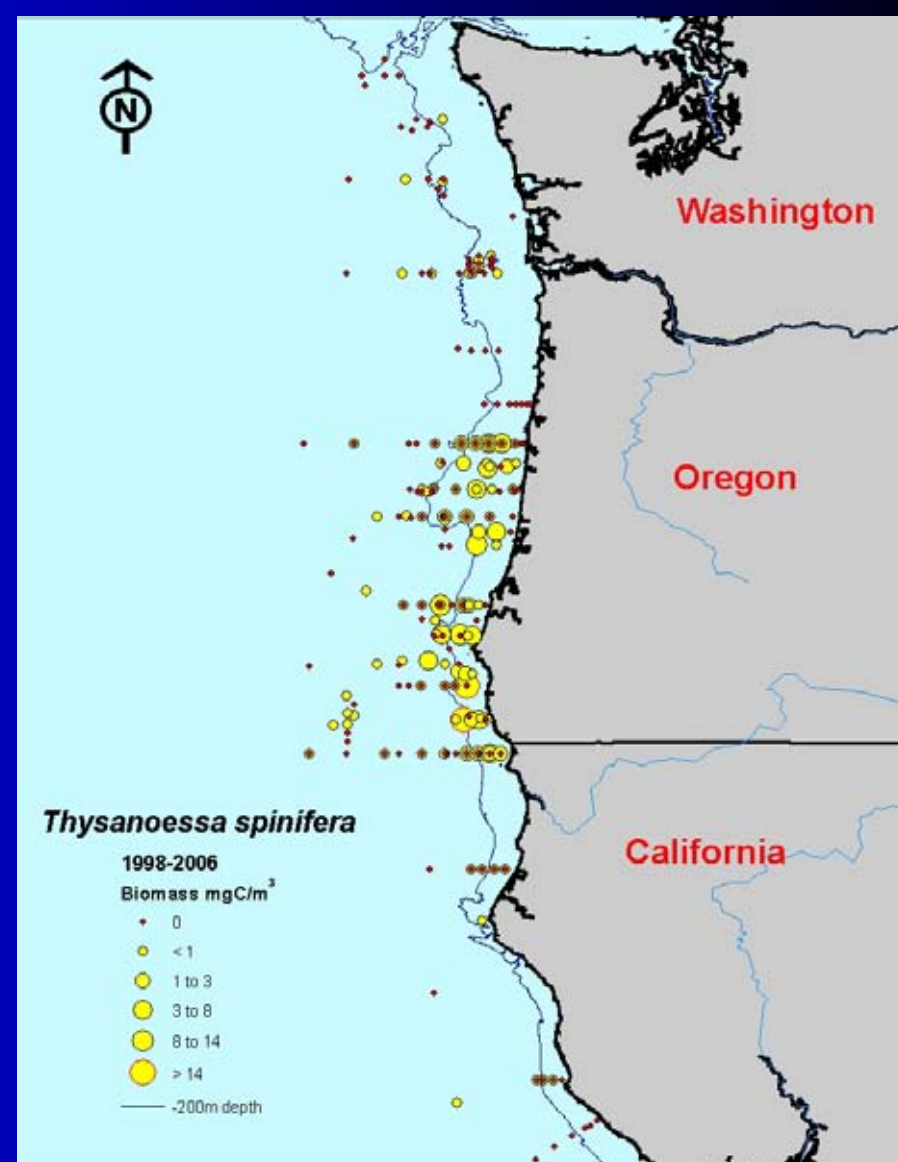 N
Washington
Oregon
California
Thysanoessa spinifera
1998-2006
Biomass mgC/m³
0
< 1
1 to 3
3 to 8
8 to 14
> 14
-200m depth